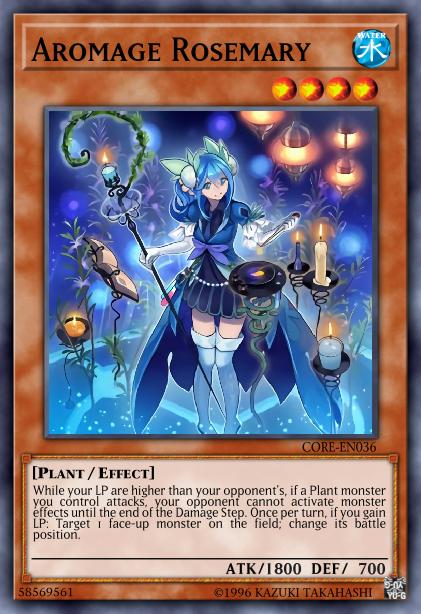 Aromage Rosemary
WATER
水
CORE-EN036
[Plant / Effect]
While your LP are higher than your opponent's, if a Plant monster
you control attacks, your opponent cannot activate monster
effects until the end of the Damage Step. Once per turn, if you gain
LP: Target 1 face-up monster on the field; change its battle
position.
ATK/1800 DEF/ 700
58569561
©1996 KAZUKI TAKAHASHI